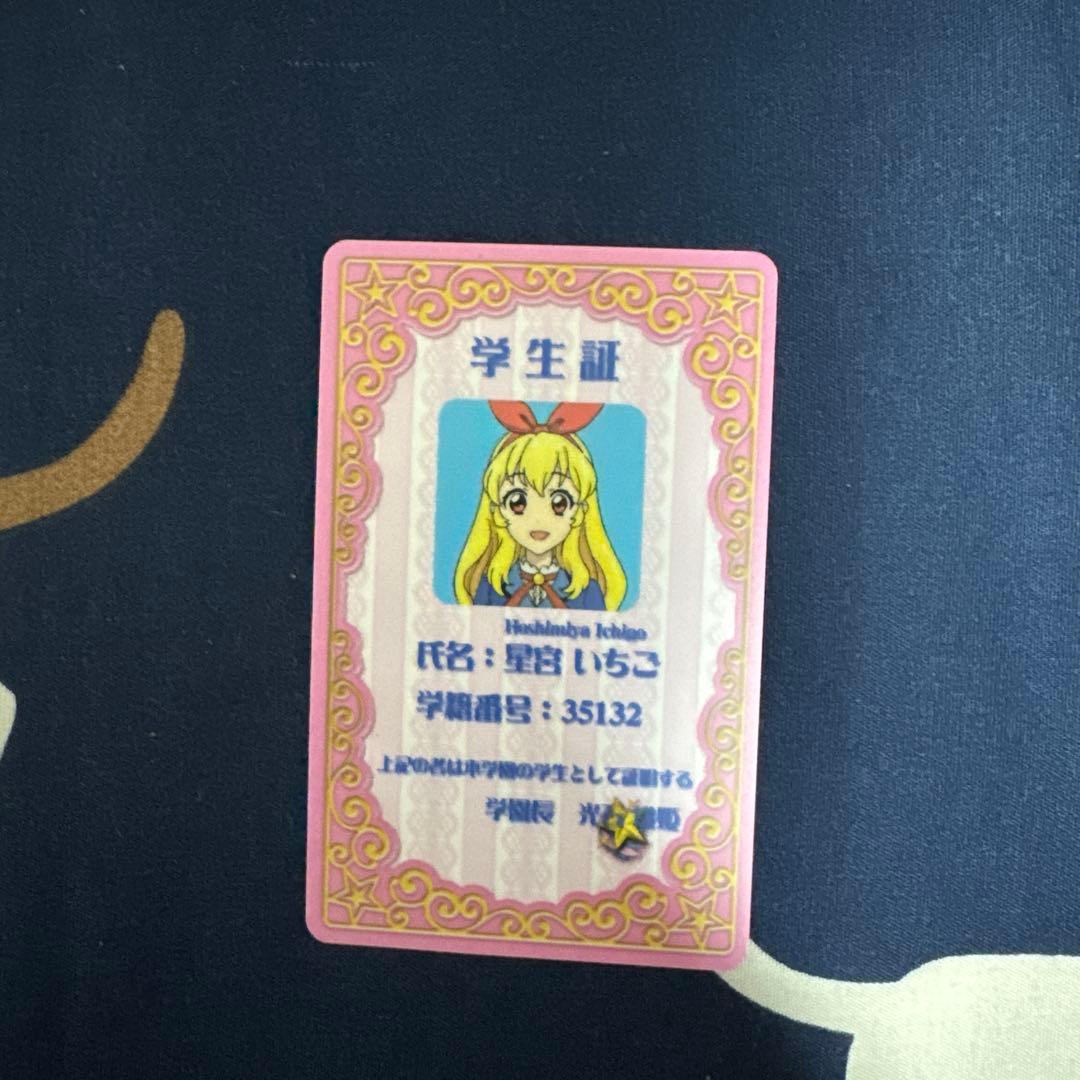 学生証
Hoshimiya Ichigo
氏名：星宮 いちご
学籍番号：35132
上記の者は本学園の学生として証明する
学園長 光 姫